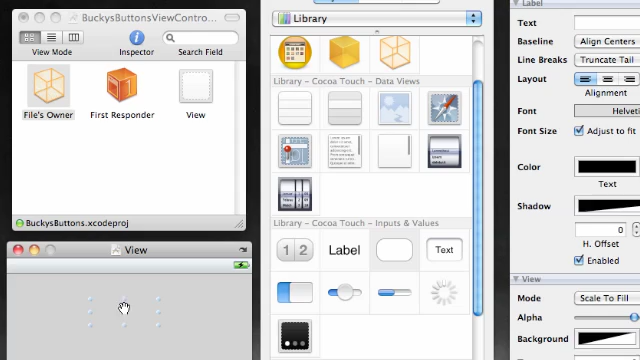 BuckysButtonsViewContro...
View Mode
Inspector
Search Field
File's Owner
First Responder
View
BuckysButtons.xcodeproj
View
Library
Library – Cocoa Touch – Data Views
Library – Cocoa Touch – Inputs & Values
1 2
Label
Text
Label
Text
Baseline
Align Centers
Line Breaks
Truncate Tail
Layout
Alignment
Font
Helveti
Font Size
Adjust to fit
Color
Text
Shadow
0
H. Offset
Enabled
View
Mode
Scale To Fill
Alpha
Background